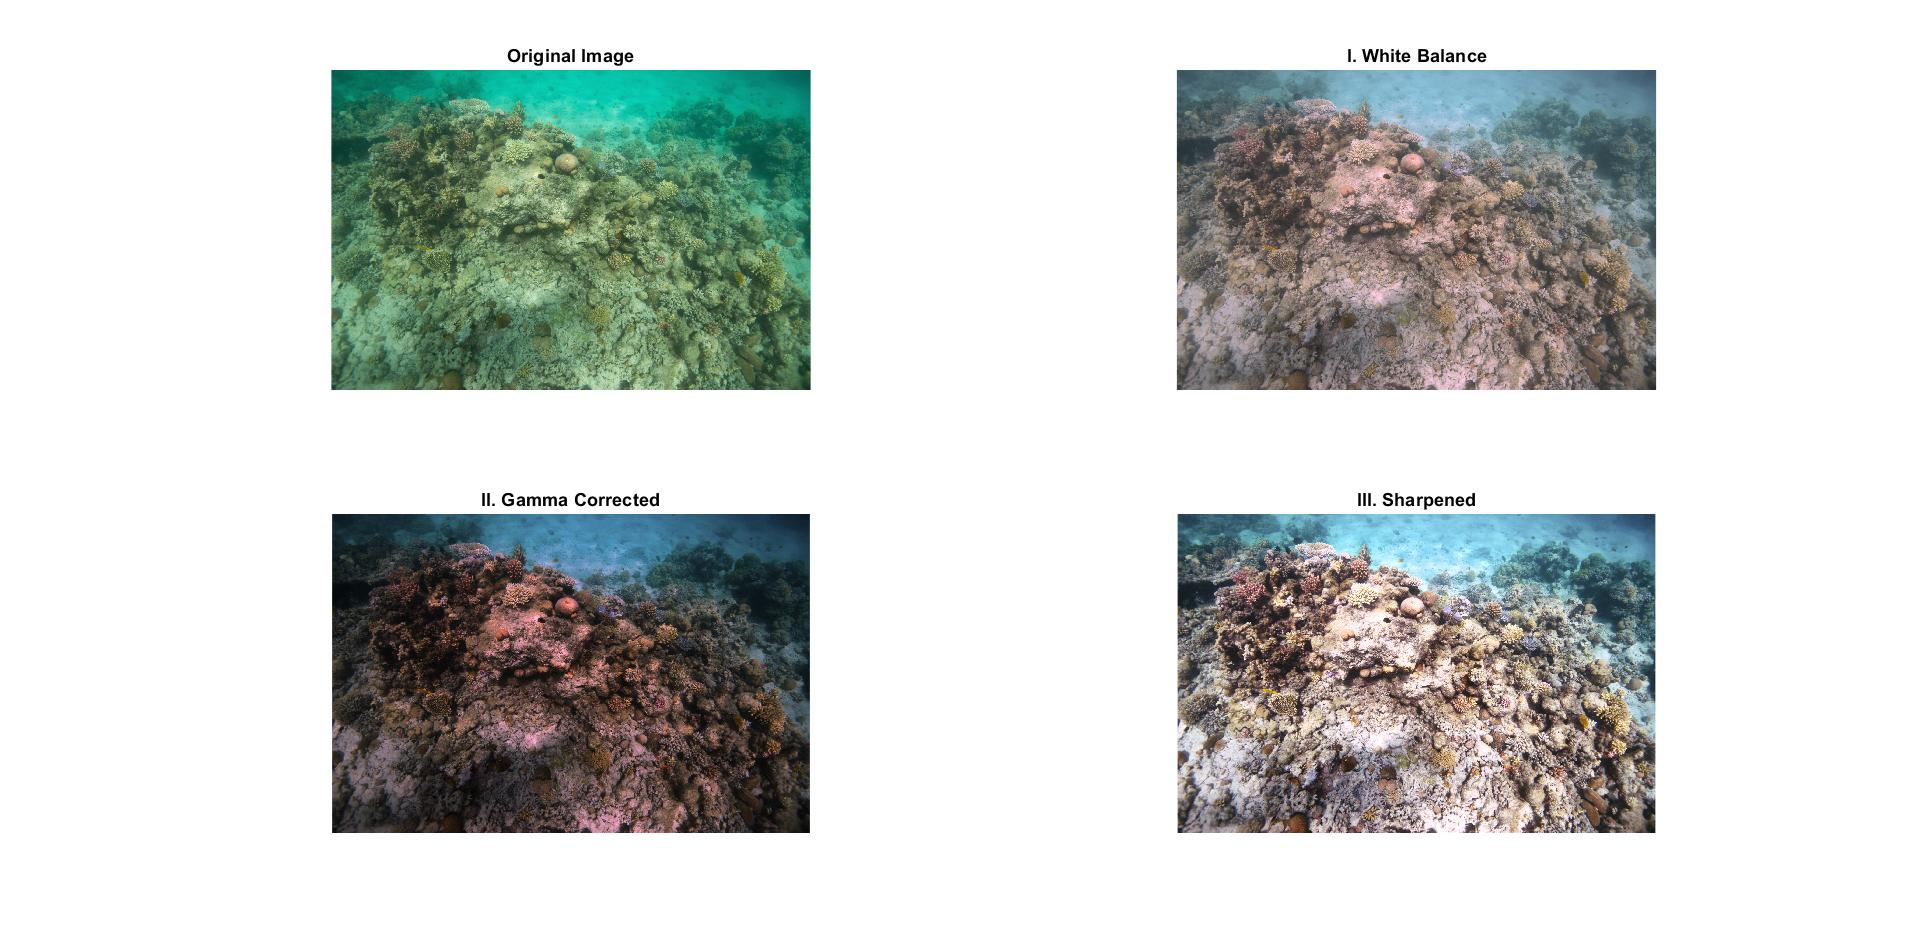 Original Image
I. White Balance
II. Gamma Corrected
III. Sharpened